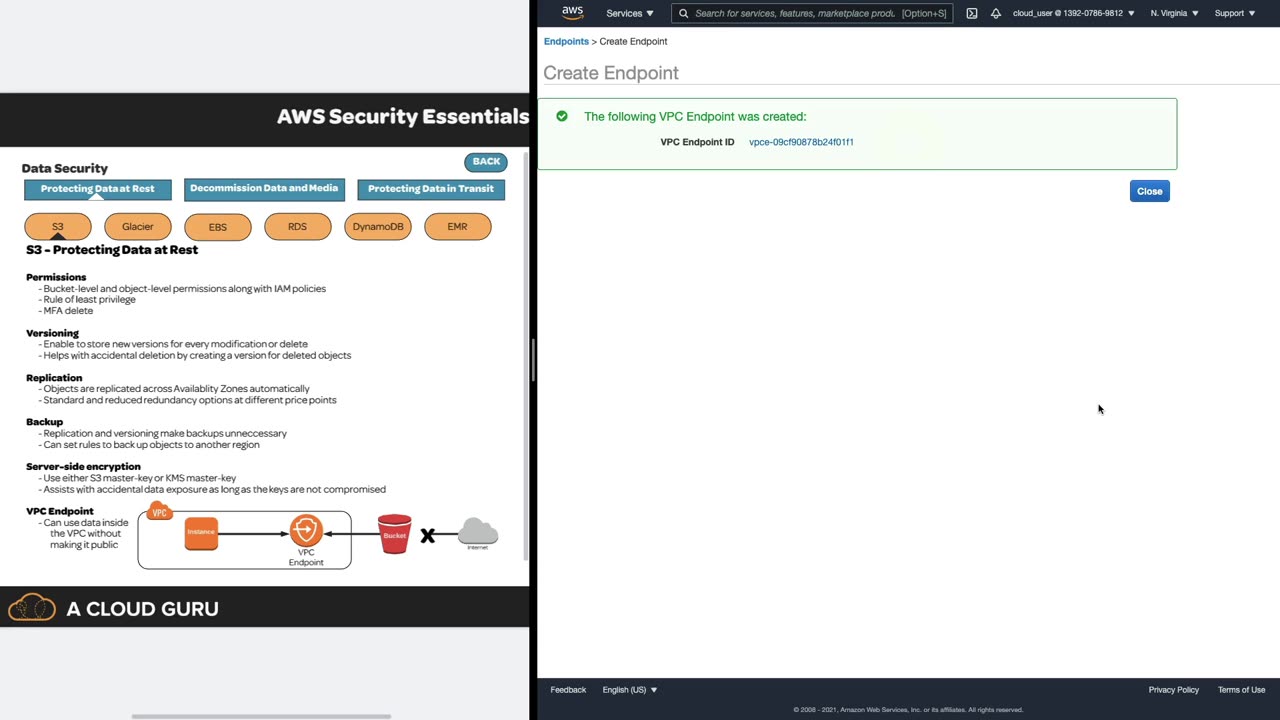 AWS Security Essentials
Data Security
BACK
Protecting Data at Rest
Decommission Data and Media
Protecting Data in Transit
S3
Glacier
EBS
RDS
DynamoDB
EMR
S3 - Protecting Data at Rest
Permissions
- Bucket-level and object-level permissions along with IAM policies
- Rule of least privilege
- MFA delete
Versioning
- Enable to store new versions for every modification or delete
- Helps with accidental deletion by creating a version for deleted objects
Replication
- Objects are replicated across Availablity Zones automatically
- Standard and reduced redundancy options at different price points
Backup
- Replication and versioning make backups unneccessary
- Can set rules to back up objects to another region
Server-side encryption
- Use either S3 master-key or KMS master-key
- Assists with accidental data exposure as long as the keys are not compromised
VPC Endpoint
- Can use data inside
the VPC without
making it public
VPC
Instance
VPC
Endpoint
Bucket
X
Internet
A CLOUD GURU
aws
Services
Search for services, features, marketplace produ. [Option+S]
cloud_user @ 1392-0786-9812
N. Virginia
Support
Endpoints > Create Endpoint
Create Endpoint
The following VPC Endpoint was created:
VPC Endpoint ID vpce-09cf90878b24f01f1
Close
Feedback
English (US)
Privacy Policy
Terms of Use
© 2008 - 2021, Amazon Web Services, Inc. or its affiliates. All rights reserved.